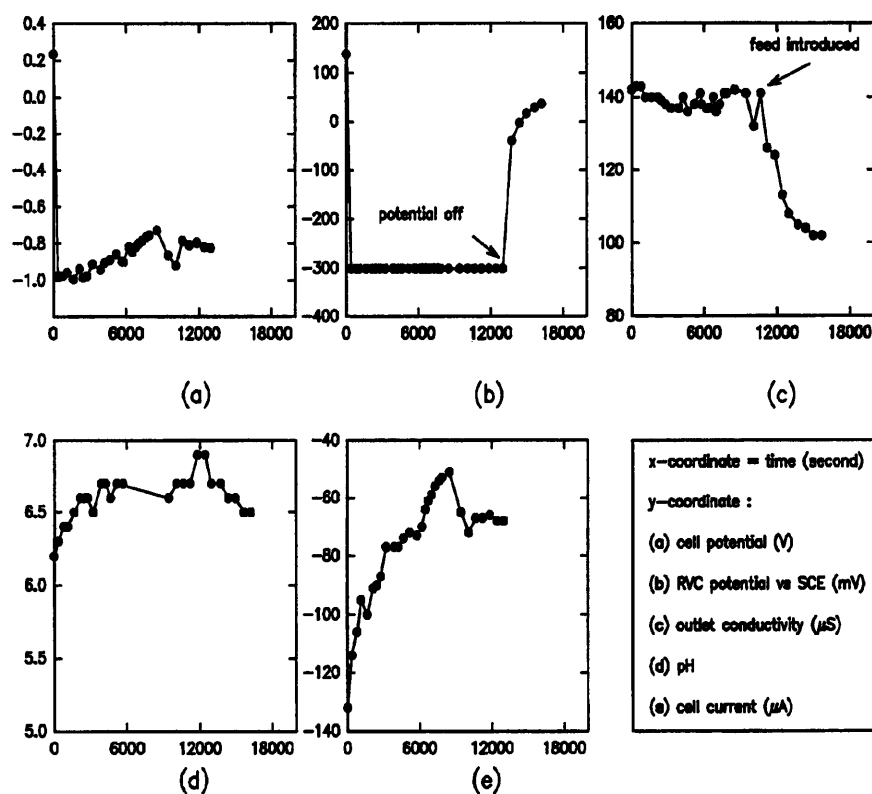 0.4
0.2
0.0
−0.2
−0.4
−0.6
−0.8
−1.0
0 6000 12000 18000
(a)
200
100
0
−100
−200
−300
−400
potential off
0 6000 12000 18000
(b)
160
140
120
100
80
feed introduced
0 6000 12000 18000
(c)
7.0
6.5
6.0
5.5
5.0
0 6000 12000 18000
(d)
−40
−60
−80
−100
−120
−140
0 6000 12000 18000
(e)
x−coordinate = time (second)
y−coordinate :
(a) cell potential (V)
(b) RVC potential vs SCE (mV)
(c) outlet conductivity (μS)
(d) pH
(e) cell current (μA)